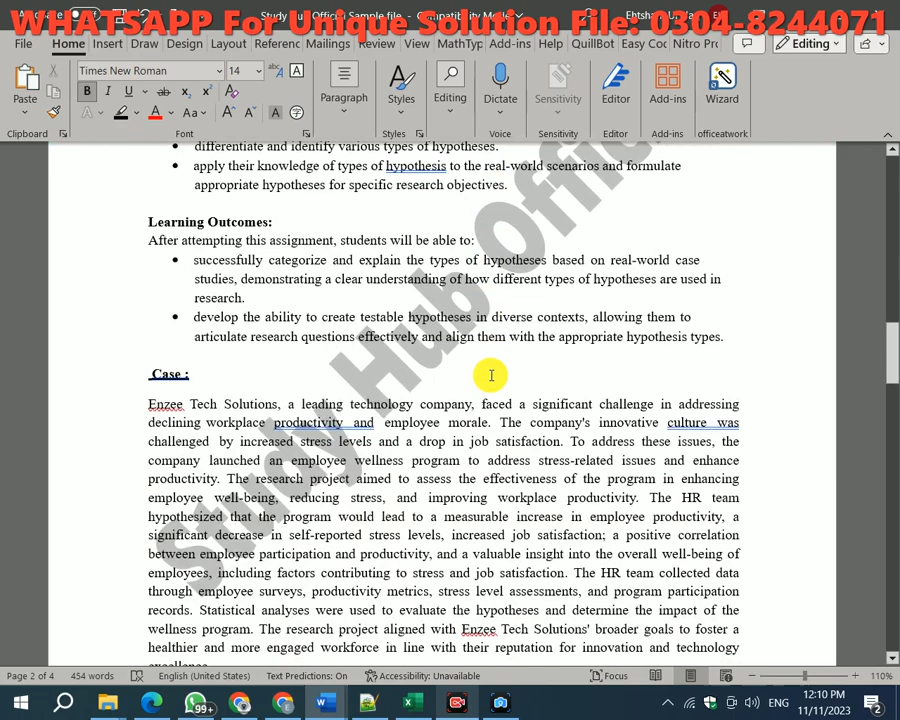 WHATSAPP For Unique Solution File: 0304-8244071
File Home Insert Draw Design Layout Referenc Mailings Review View MathTyp Add-ins Help QuillBot Easy Coc Nitro Pro Editing
Times New Roman 14
Paste
B I U ab x₂ x²
Aa A A A
Paragraph Styles Editing Dictate Sensitivity Editor Add-ins Wizard
Clipboard Font Styles Voice Sensitivity Editor Add-ins officeatwork
differentiate and identify various types of hypotheses.
• apply their knowledge of types of hypothesis to the real-world scenarios and formulate
appropriate hypotheses for specific research objectives.
Learning Outcomes:
After attempting this assignment, students will be able to:
• successfully categorize and explain the types of hypotheses based on real-world case
studies, demonstrating a clear understanding of how different types of hypotheses are used in
research.
• develop the ability to create testable hypotheses in diverse contexts, allowing them to
articulate research questions effectively and align them with the appropriate hypothesis types.
Case :
Enzee Tech Solutions, a leading technology company, faced a significant challenge in addressing
declining workplace productivity and employee morale. The company's innovative culture was
challenged by increased stress levels and a drop in job satisfaction. To address these issues, the
company launched an employee wellness program to address stress-related issues and enhance
productivity. The research project aimed to assess the effectiveness of the program in enhancing
employee well-being, reducing stress, and improving workplace productivity. The HR team
hypothesized that the program would lead to a measurable increase in employee productivity, a
significant decrease in self-reported stress levels, increased job satisfaction; a positive correlation
between employee participation and productivity, and a valuable insight into the overall well-being of
employees, including factors contributing to stress and job satisfaction. The HR team collected data
through employee surveys, productivity metrics, stress level assessments, and program participation
records. Statistical analyses were used to evaluate the hypotheses and determine the impact of the
wellness program. The research project aligned with Enzee Tech Solutions' broader goals to foster a
healthier and more engaged workforce in line with their reputation for innovation and technology
excellence.
Study Hub Offic
Page 2 of 4 454 words English (United States) Text Predictions: On Accessibility: Unavailable Focus 110%
99+
ENG 12:10 PM
11/11/2023 2